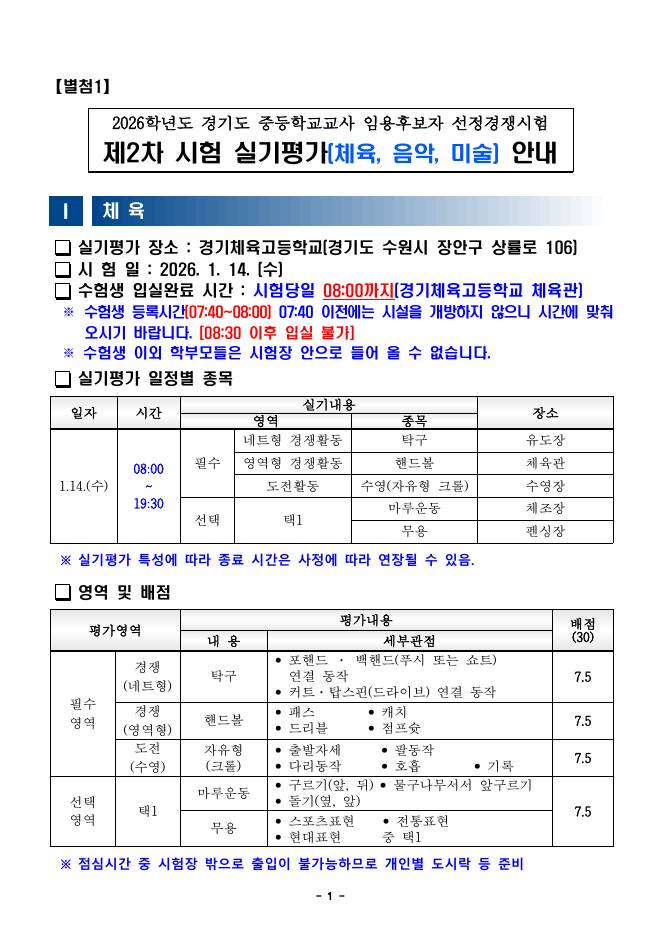 【별첨1】
2026학년도 경기도 중등학교교사 임용후보자 선정경쟁시험
제2차 시험 실기평가(체육, 음악, 미술) 안내
Ⅰ 체 육
❏ 실기평가 장소 : 경기체육고등학교(경기도 수원시 장안구 상률로 106)
❏ 시 험 일 : 2026. 1. 14. (수)
❏ 수험생 입실완료 시간 : 시험당일 08:00까지(경기체육고등학교 체육관)
※ 수험생 등록시간(07:40~08:00) 07:40 이전에는 시설을 개방하지 않으니 시간에 맞춰
오시기 바랍니다. [08:30 이후 입실 불가]
※ 수험생 이외 학부모들은 시험장 안으로 들어 올 수 없습니다.
❏ 실기평가 일정별 종목
일자 시간 실기내용 장소
영역 종목
1.14.(수) 08:00 ~ 19:30 필수 네트형 경쟁활동 탁구 유도장
영역형 경쟁활동 핸드볼 체육관
도전활동 수영(자유형 크롤) 수영장
선택 택1 마루운동 체조장
무용 펜싱장
※ 실기평가 특성에 따라 종료 시간은 사정에 따라 연장될 수 있음.
❏ 영역 및 배점
평가영역 평가내용 배점 (30)
내 용 세부관점
필수 영역 경쟁 (네트형) 탁구 • 포핸드 · 백핸드(푸시 또는 쇼트)
연결 동작
• 커트·탑스핀(드라이브) 연결 동작 7.5
경쟁 (영역형) 핸드볼 • 패스 • 캐치
• 드리블 • 점프슛 7.5
도전 (수영) 자유형 (크롤) • 출발자세 • 팔동작
• 다리동작 • 호흡 • 기록 7.5
선택 영역 택1 마루운동 • 구르기(앞, 뒤) • 물구나무서서 앞구르기
• 돌기(옆, 앞) 7.5
무용 • 스포츠표현 • 전통표현
• 현대표현 중 택1
※ 점심시간 중 시험장 밖으로 출입이 불가능하므로 개인별 도시락 등 준비
- 1 -